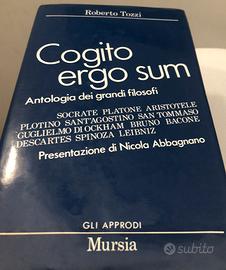 Roberto Tozzi
Cogito
ergo sum
Antologia dei grandi filosofi
SOCRATE PLATONE ARISTOTELE
PLOTINO SANT'AGOSTINO SAN TOMMASO
GUGLIELMO DI OCKHAM BRUNO BACONE
DESCARTES SPINOZA LEIBNIZ
Presentazione di Nicola Abbagnano
GLI APPRODI
Mursia
subito